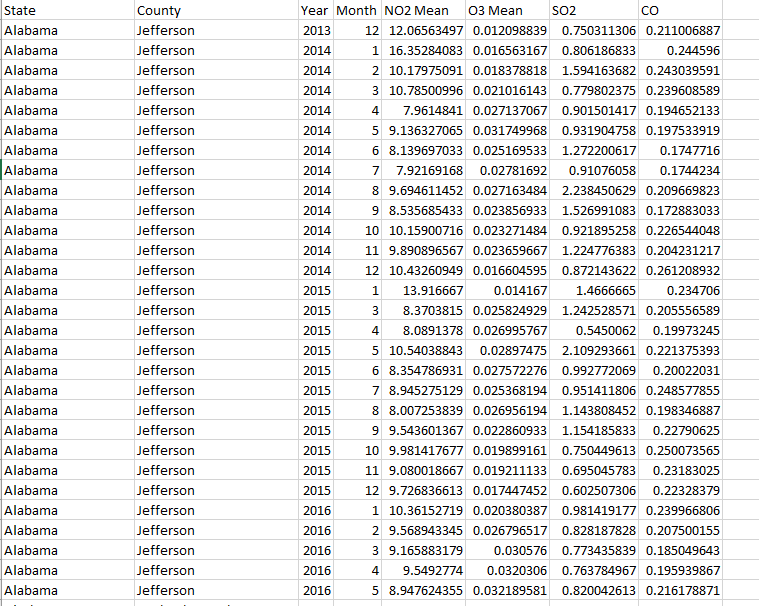 State County Year Month NO2 Mean O3 Mean SO2 CO
Alabama Jefferson 2013 12 12.06563497 0.012098839 0.750311306 0.211006887
Alabama Jefferson 2014 1 16.35284083 0.016563167 0.806186833 0.244596
Alabama Jefferson 2014 2 10.17975091 0.018378818 1.594163682 0.243039591
Alabama Jefferson 2014 3 10.78500996 0.021016143 0.779802375 0.239608589
Alabama Jefferson 2014 4 7.9614841 0.027137067 0.901501417 0.194652133
Alabama Jefferson 2014 5 9.136327065 0.031749968 0.931904758 0.197533919
Alabama Jefferson 2014 6 8.139697033 0.025169533 1.272200617 0.1747716
Alabama Jefferson 2014 7 7.92169168 0.02781692 0.91076058 0.1744234
Alabama Jefferson 2014 8 9.694611452 0.027163484 2.238450629 0.209669823
Alabama Jefferson 2014 9 8.535685433 0.023856933 1.526991083 0.172883033
Alabama Jefferson 2014 10 10.15900716 0.023271484 0.921895258 0.226544048
Alabama Jefferson 2014 11 9.890896567 0.023659667 1.224776383 0.204231217
Alabama Jefferson 2014 12 10.43260949 0.016604595 0.872143622 0.261208932
Alabama Jefferson 2015 1 13.916667 0.014167 1.4666665 0.234706
Alabama Jefferson 2015 3 8.3703815 0.025824929 1.242528571 0.205556589
Alabama Jefferson 2015 4 8.0891378 0.026995767 0.5450062 0.19973245
Alabama Jefferson 2015 5 10.54038843 0.02897475 2.109293661 0.221375393
Alabama Jefferson 2015 6 8.354786931 0.027572276 0.992772069 0.20022031
Alabama Jefferson 2015 7 8.945275129 0.025368194 0.951411806 0.248577855
Alabama Jefferson 2015 8 8.007253839 0.026956194 1.143808452 0.198346887
Alabama Jefferson 2015 9 9.543601367 0.022860933 1.154185833 0.22790625
Alabama Jefferson 2015 10 9.981417677 0.019899161 0.750449613 0.250073565
Alabama Jefferson 2015 11 9.080018667 0.019211133 0.695045783 0.23183025
Alabama Jefferson 2015 12 9.726836613 0.017447452 0.602507306 0.22328379
Alabama Jefferson 2016 1 10.36152719 0.020380387 0.981419177 0.239966806
Alabama Jefferson 2016 2 9.568943345 0.026796517 0.828187828 0.207500155
Alabama Jefferson 2016 3 9.165883179 0.030576 0.773435839 0.185049643
Alabama Jefferson 2016 4 9.5492774 0.0320306 0.763784967 0.195939867
Alabama Jefferson 2016 5 8.947624355 0.032189581 0.820042613 0.216178871